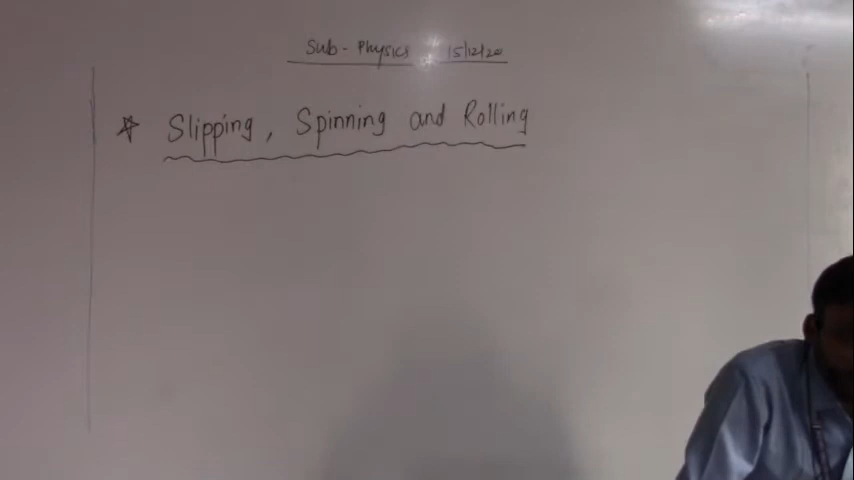 Sub - Physics 15/12/20
☆ Slipping, Spinning and Rolling